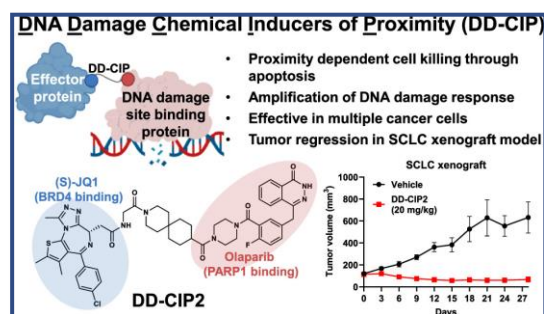 DNA Damage Chemical Inducers of Proximity (DD-CIP)
Effector
protein
DD-CIP
DNA damage
site binding
protein
• Proximity dependent cell killing through
apoptosis
• Amplification of DNA damage response
• Effective in multiple cancer cells
• Tumor regression in SCLC xenograft model
(S)-JQ1
(BRD4 binding)
N
N
N
N
S
Cl
O
N
H
O
N
O
N
N
O
F
O
NH
N
Olaparib
(PARP1 binding)
DD-CIP2
SCLC xenograft
Vehicle
DD-CIP2
(20 mg/kg)
Tumor volume (mm3)
1000
800
600
400
200
0
0 3 6 9 12 15 18 21 24 27
Days